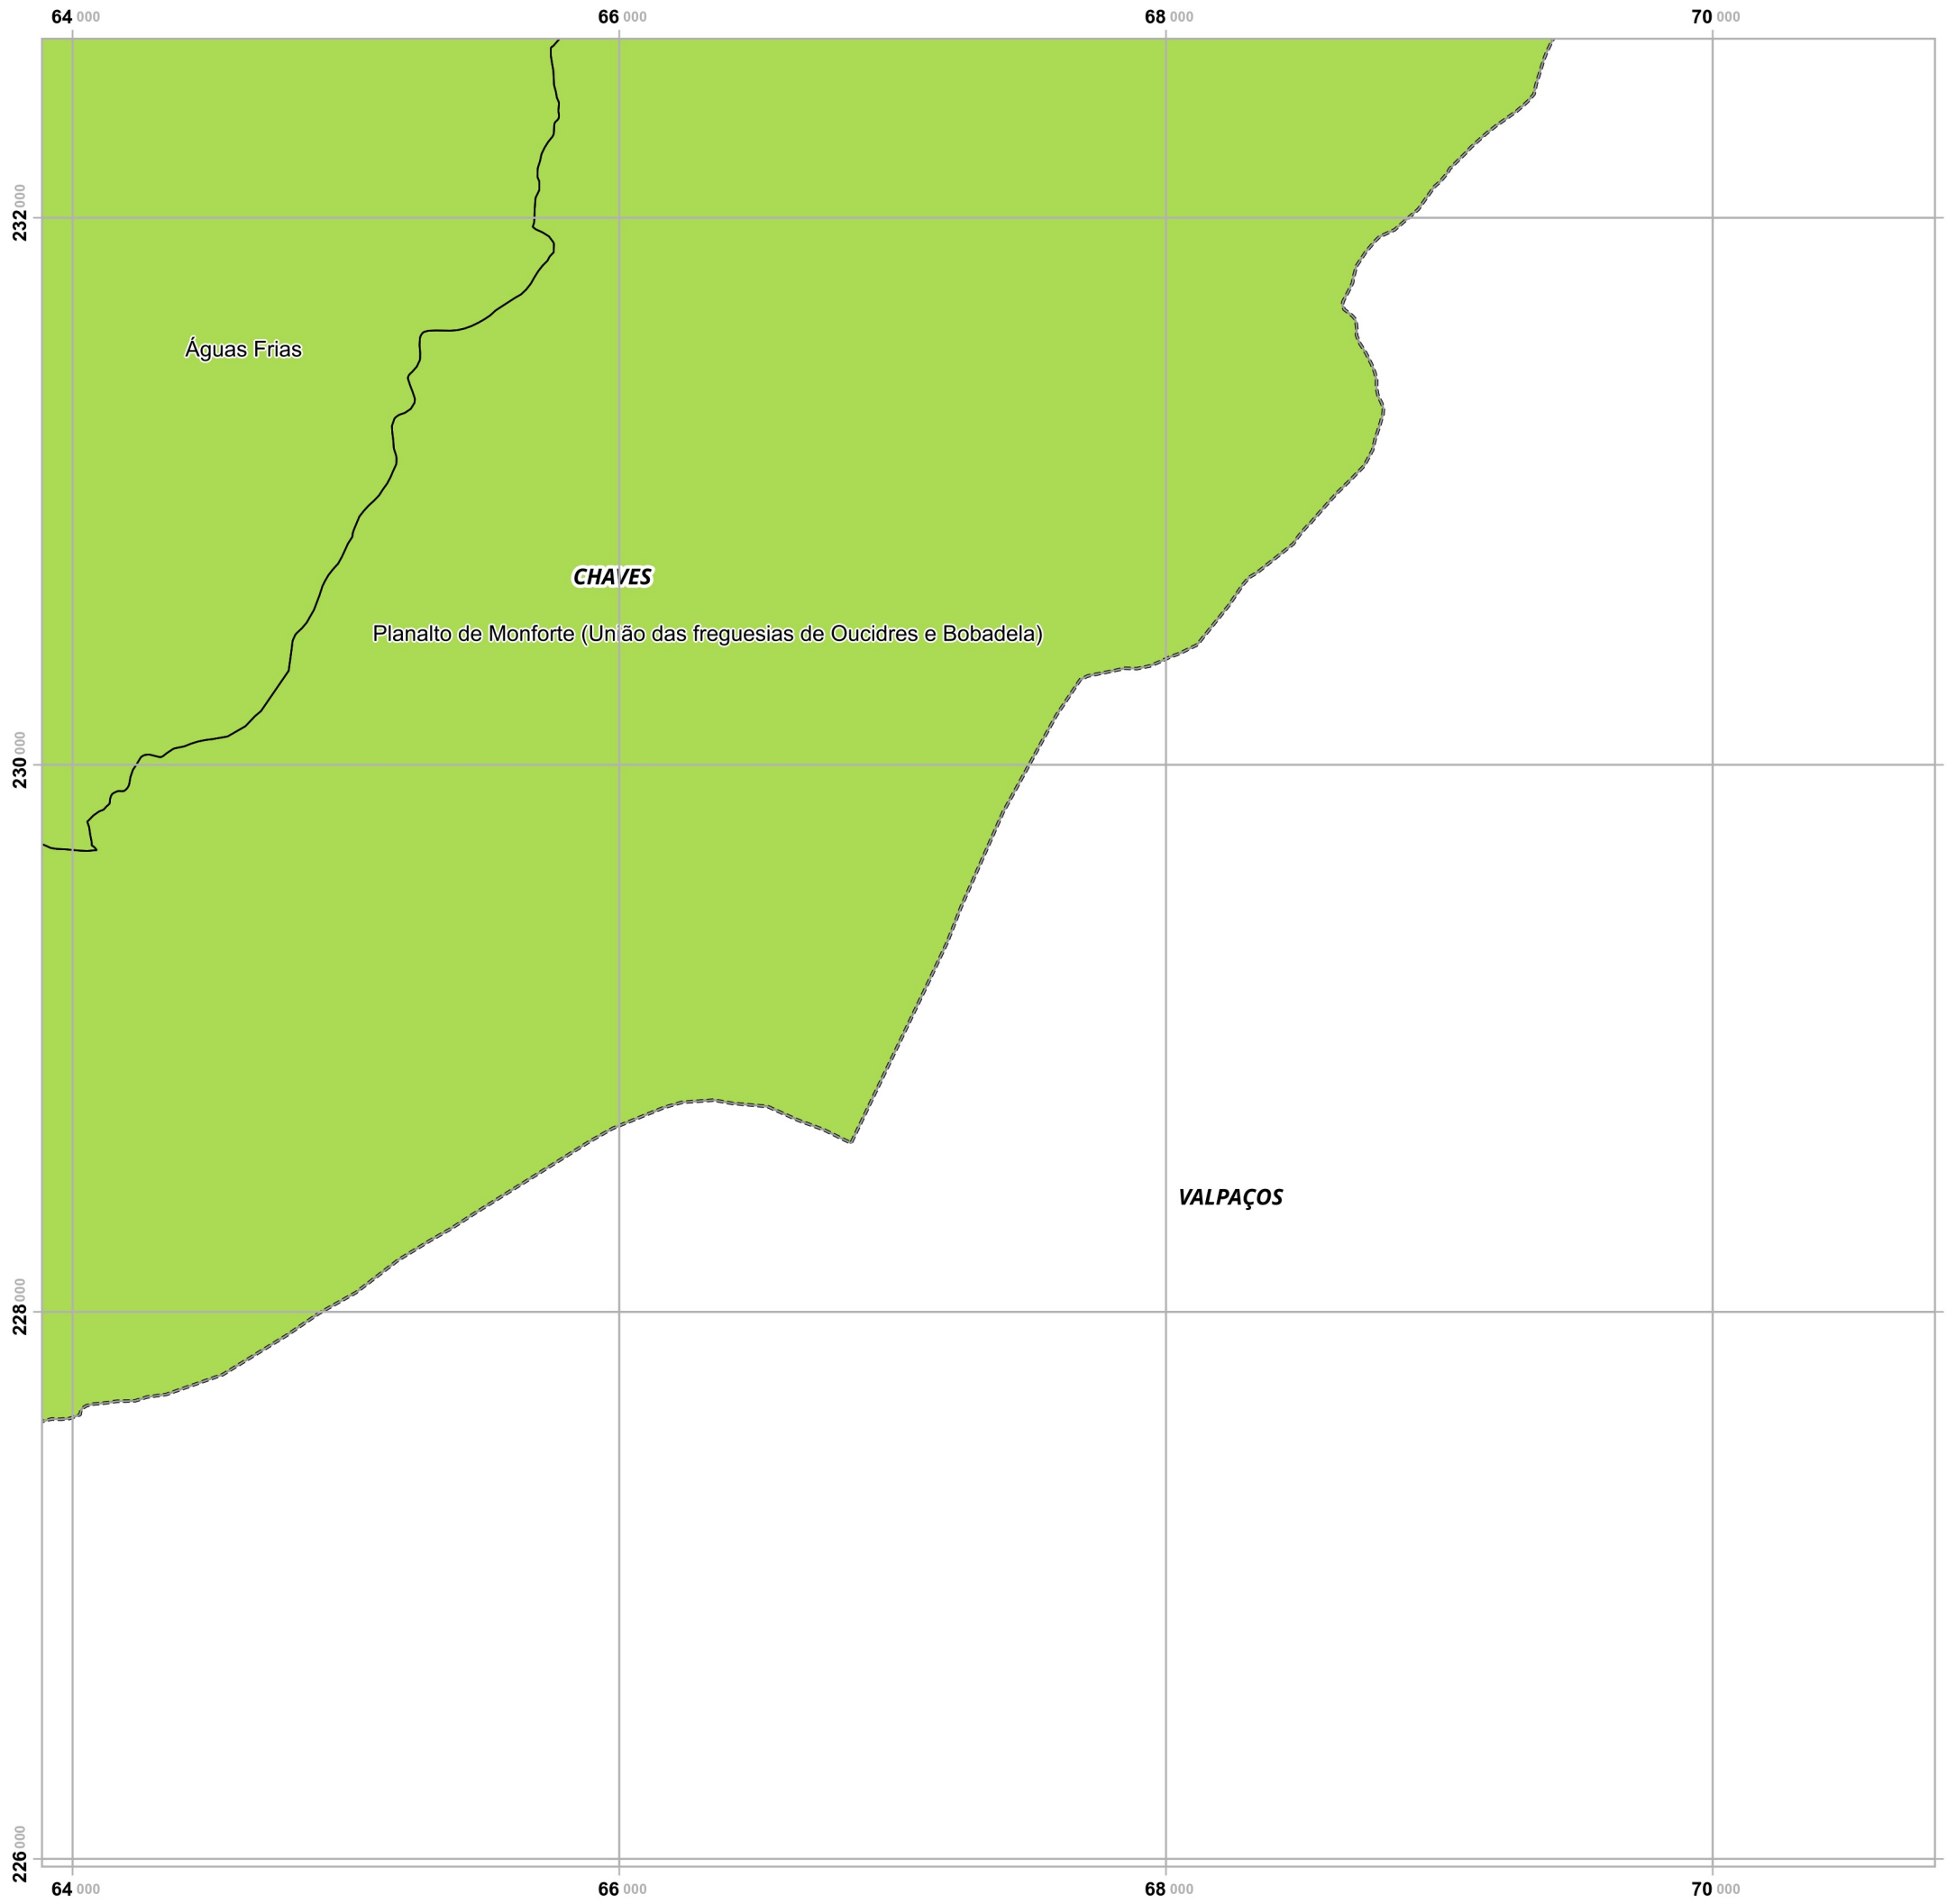 64 000 66 000 68 000 70 000
232 000
Águas Frias
CHAVES
Planalto de Monforte (União das freguesias de Oucidres e Bobadela)
230 000
VALPAÇOS
228 000
226 000
64 000 66 000 68 000 70 000